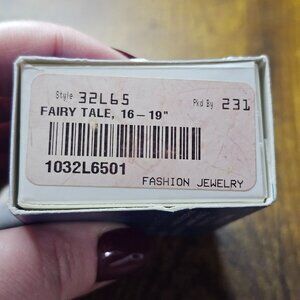 Style 32L65 Pkd By 231
FAIRY TALE, 16-19"
1032L6501
FASHION JEWELRY